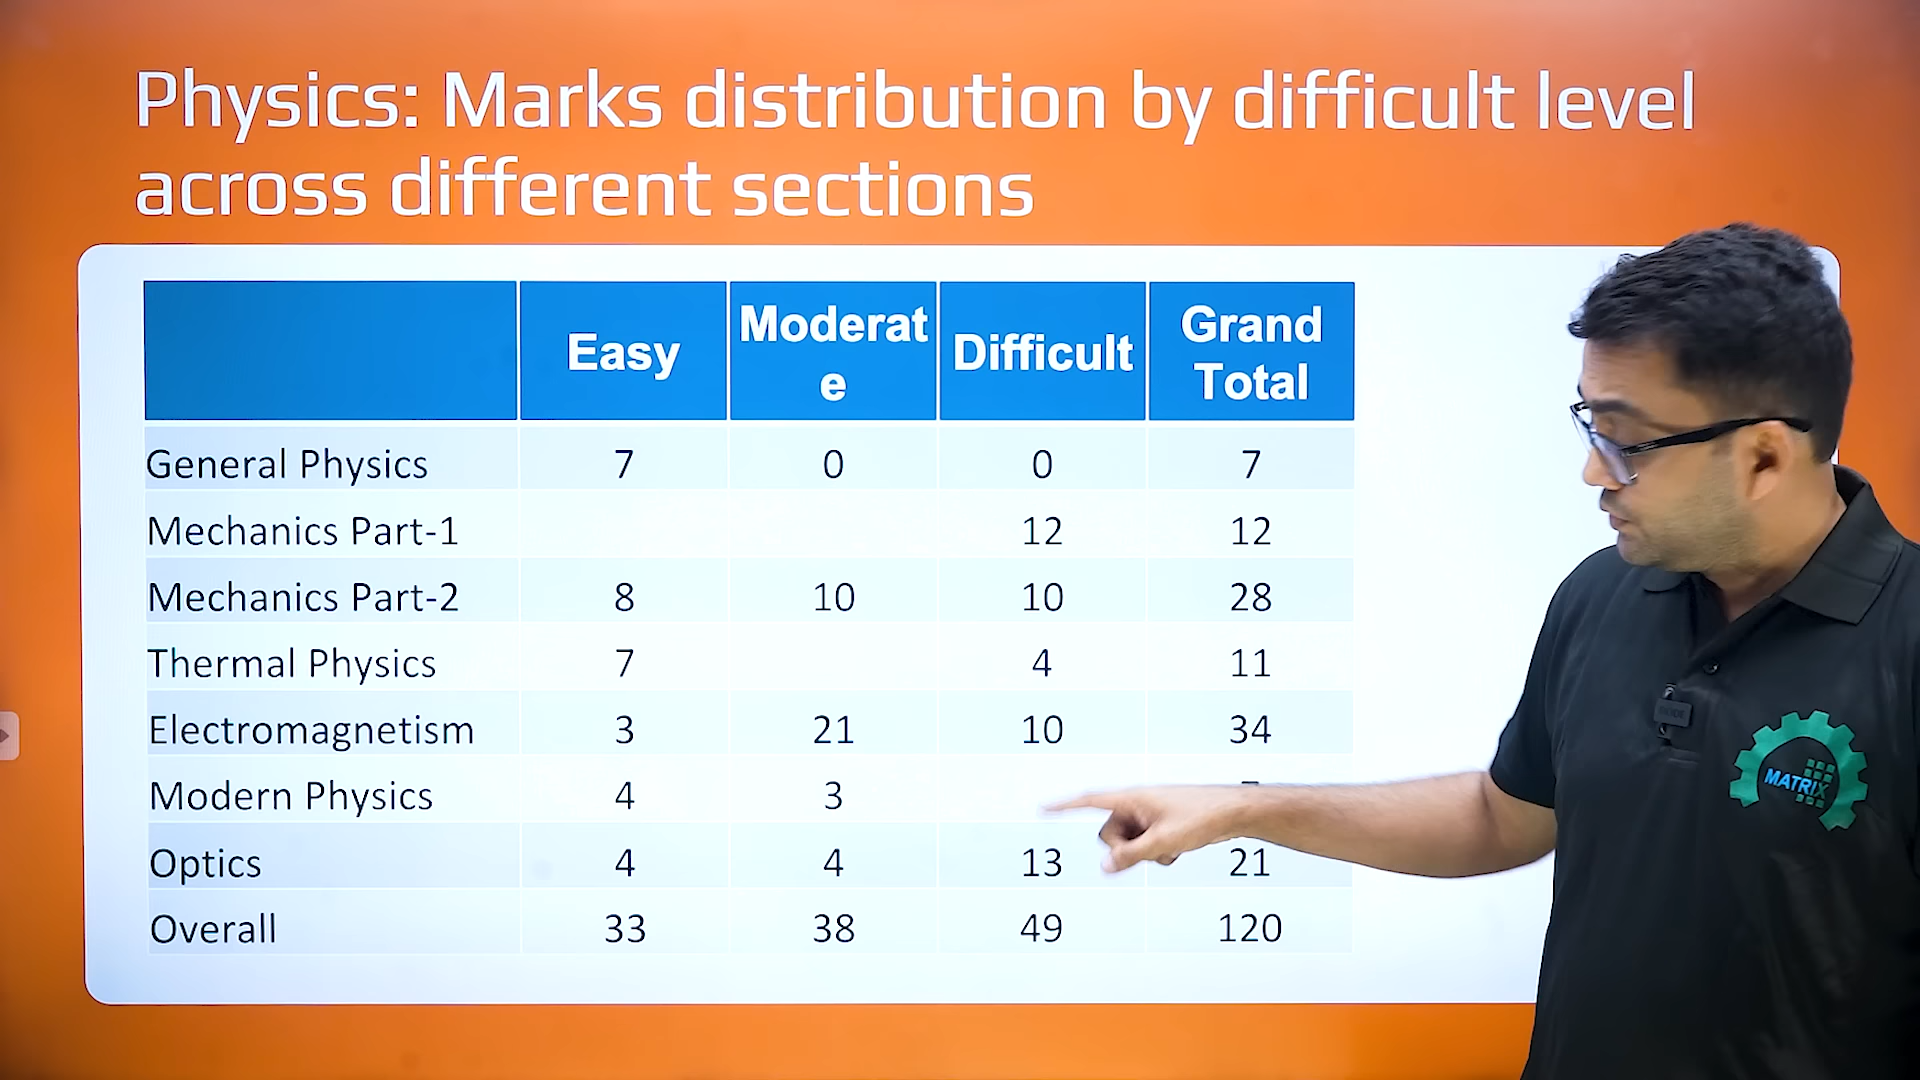 Physics: Marks distribution by difficult level
across different sections
Easy Moderat e Difficult Grand Total
General Physics 7 0 0 7
Mechanics Part-1 12 12
Mechanics Part-2 8 10 10 28
Thermal Physics 7 4 11
Electromagnetism 3 21 10 34
Modern Physics 4 3
Optics 4 4 13 21
Overall 33 38 49 120
MATRIX